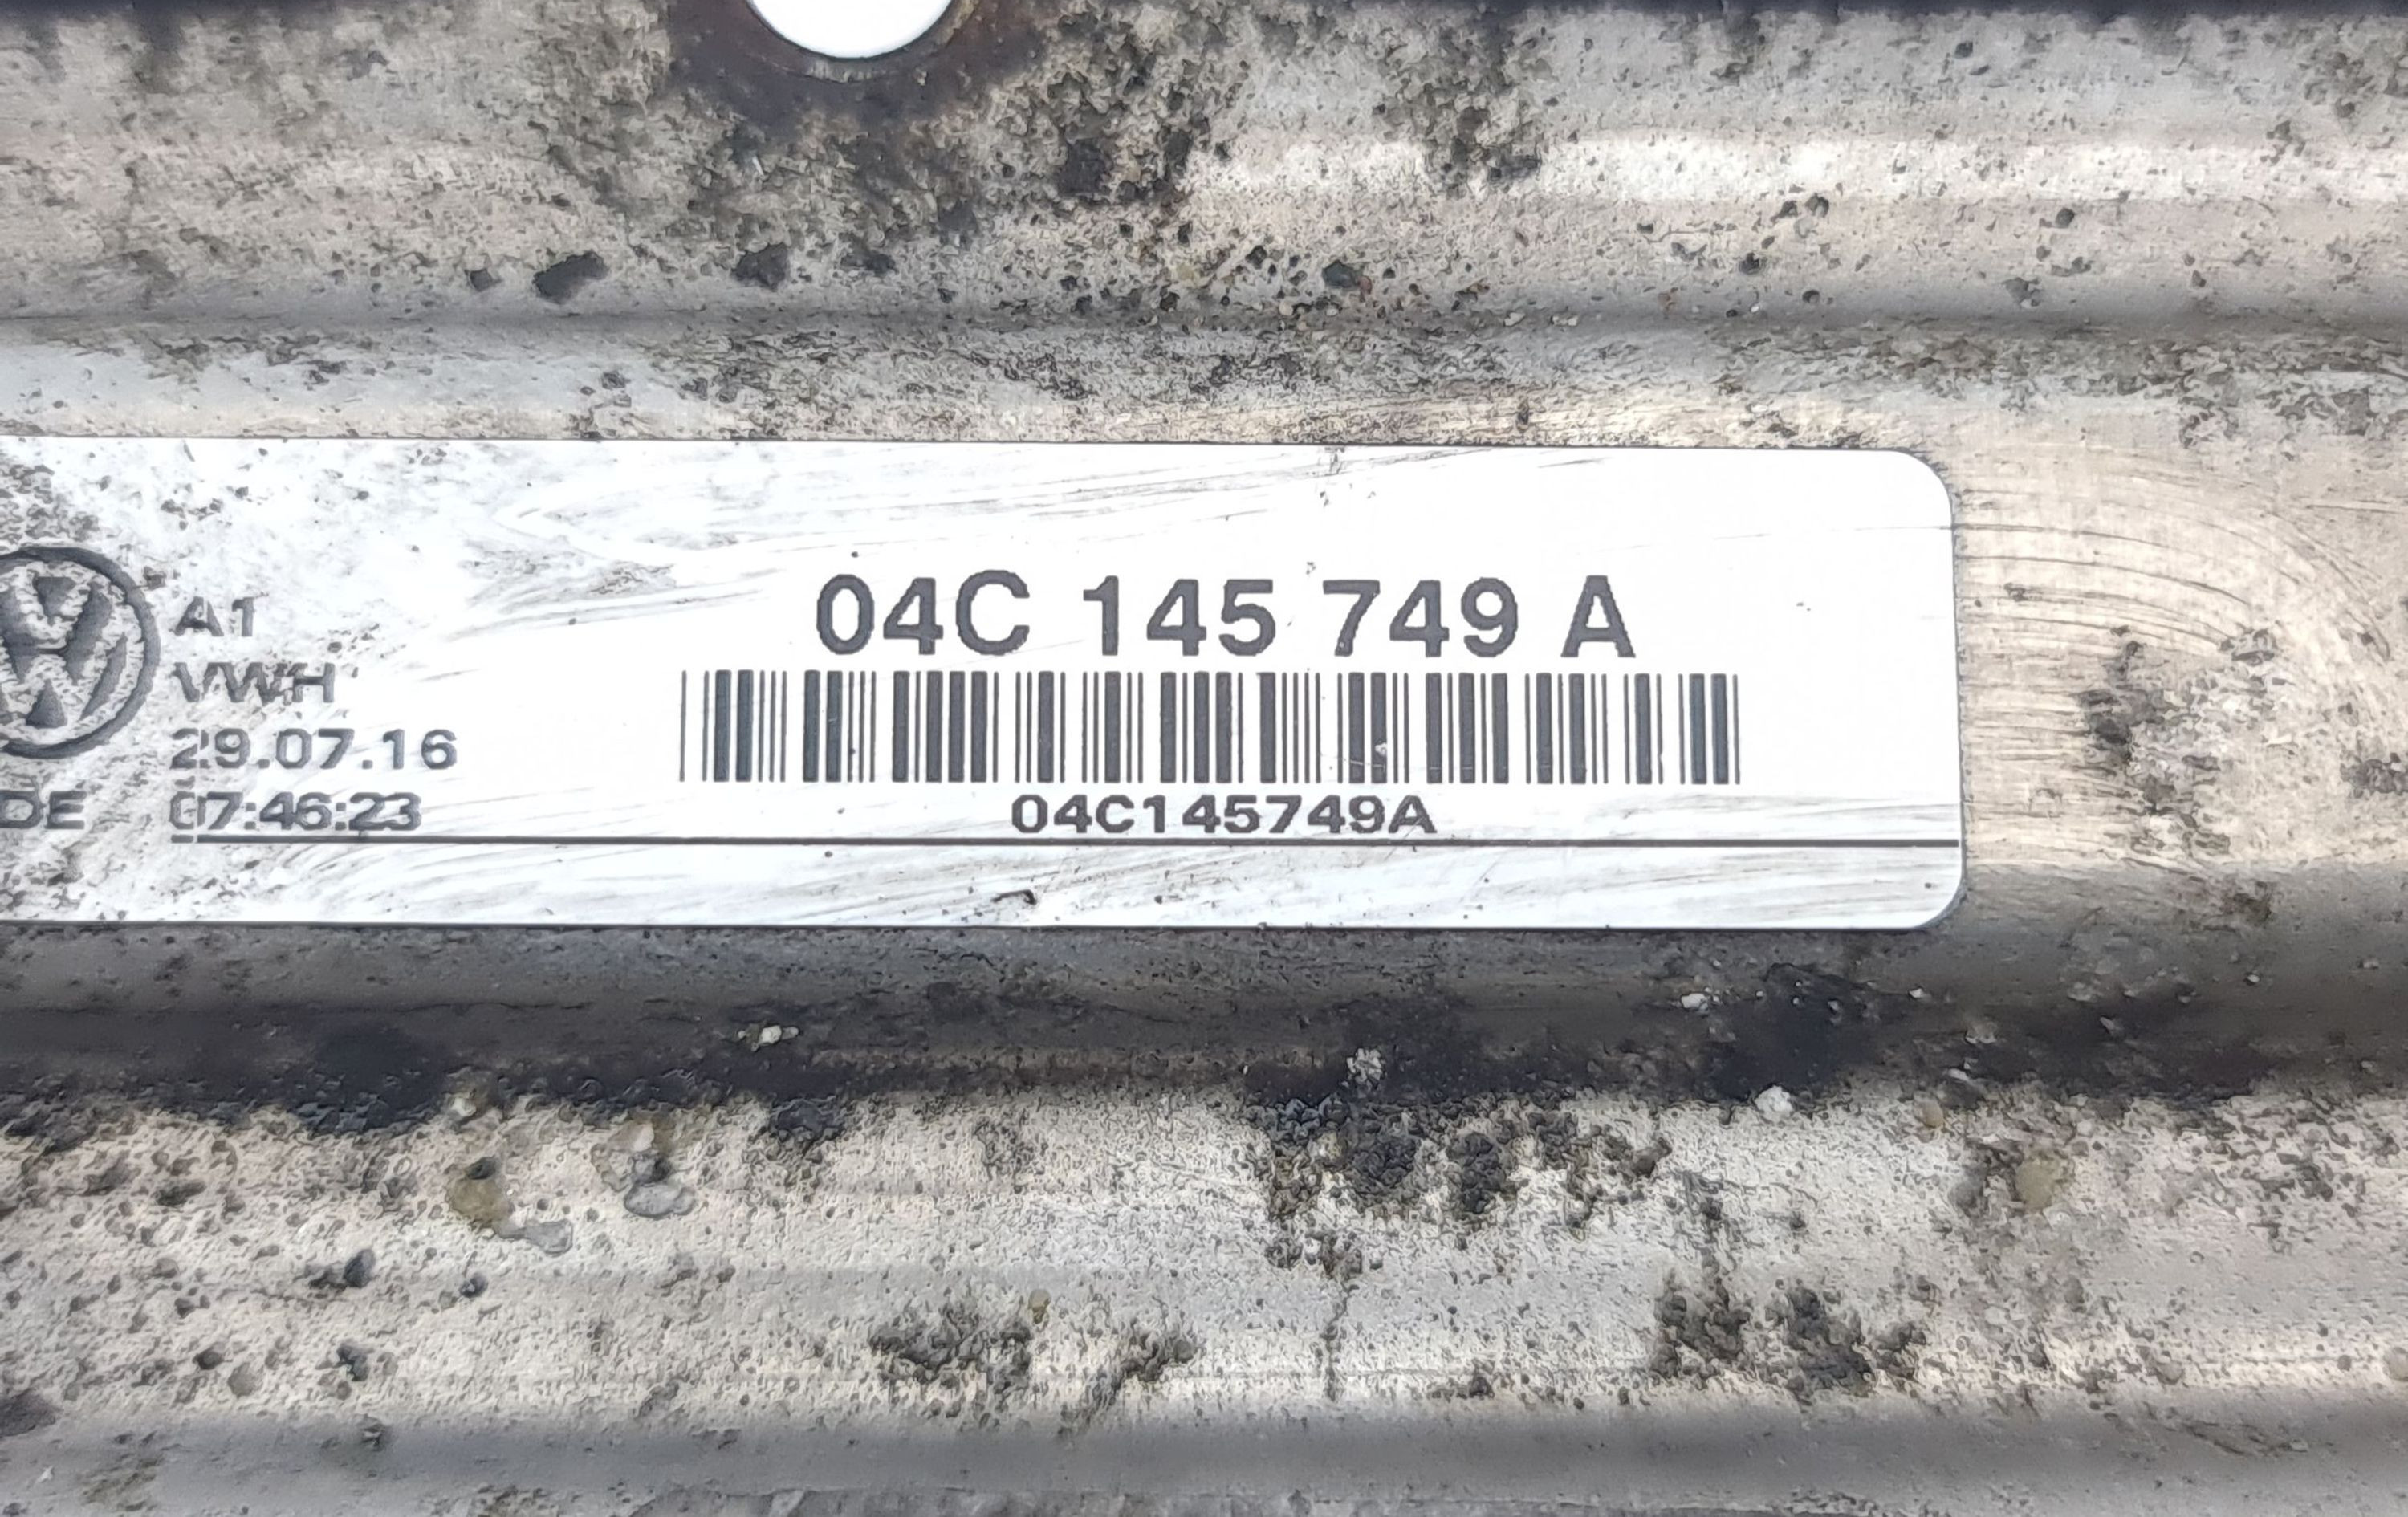 04C 145 749 A
A1
VWH
29.07.16
DE 07:46:23
04C145749A